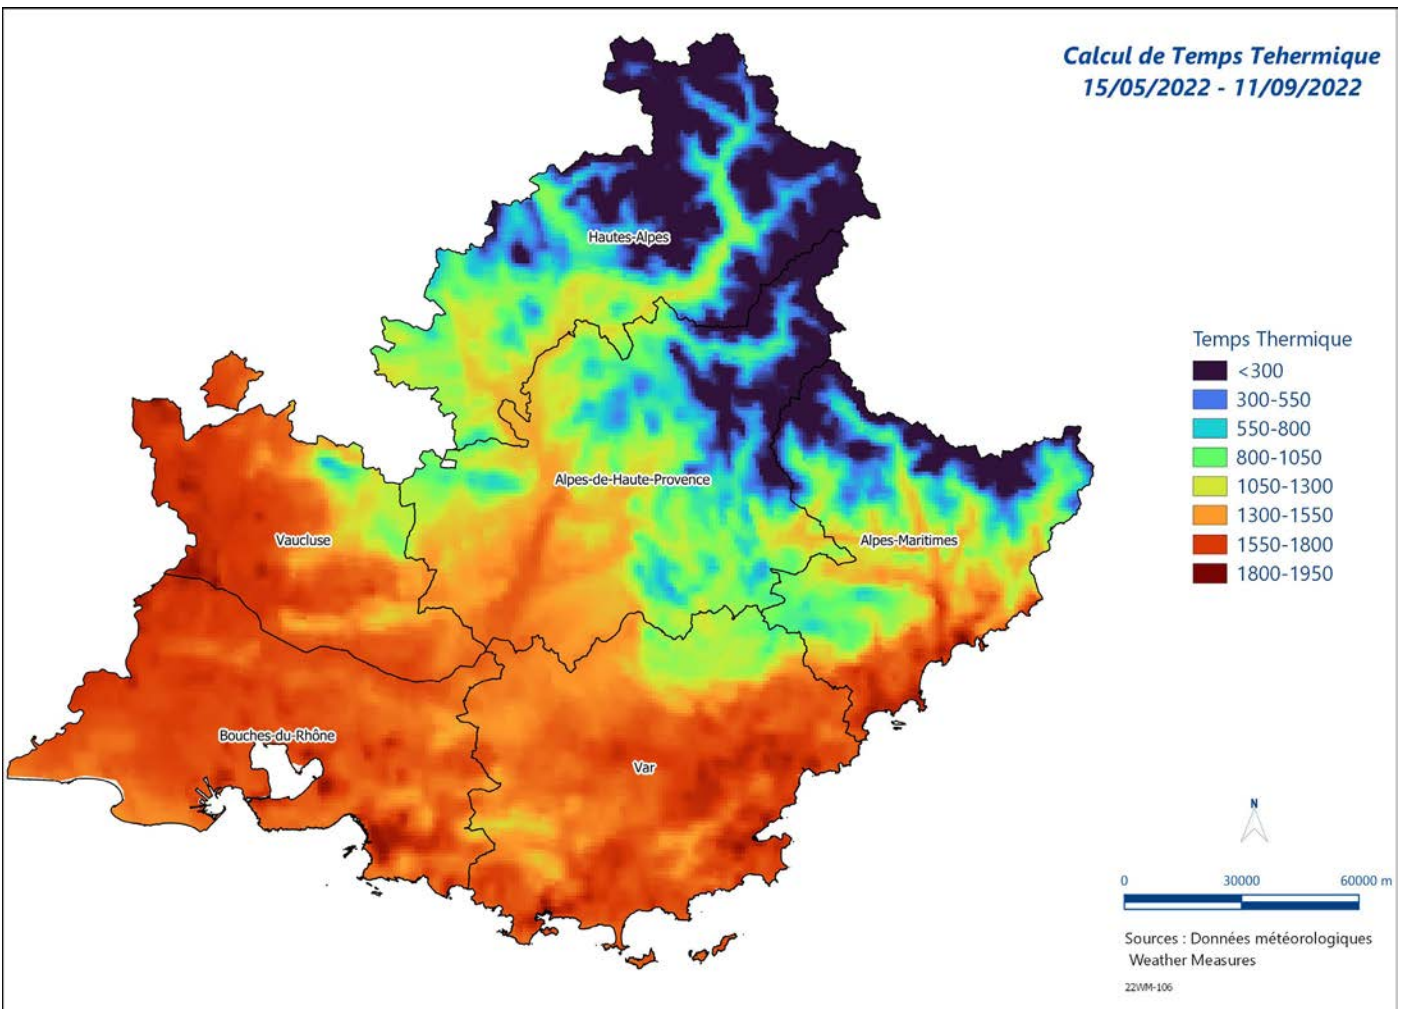 Calcul de Temps Tehermique
15/05/2022 - 11/09/2022
Hautes-Alpes
Temps Thermique
<300
300-550
550-800
800-1050
1050-1300
1300-1550
1550-1800
1800-1950
Alpes-de-Haute-Provence
Vaucluse
Alpes-Maritimes
Bouches-du-Rhône
Var
N
0 30000 60000 m
Sources : Données météorologiques
Weather Measures
22WM-106